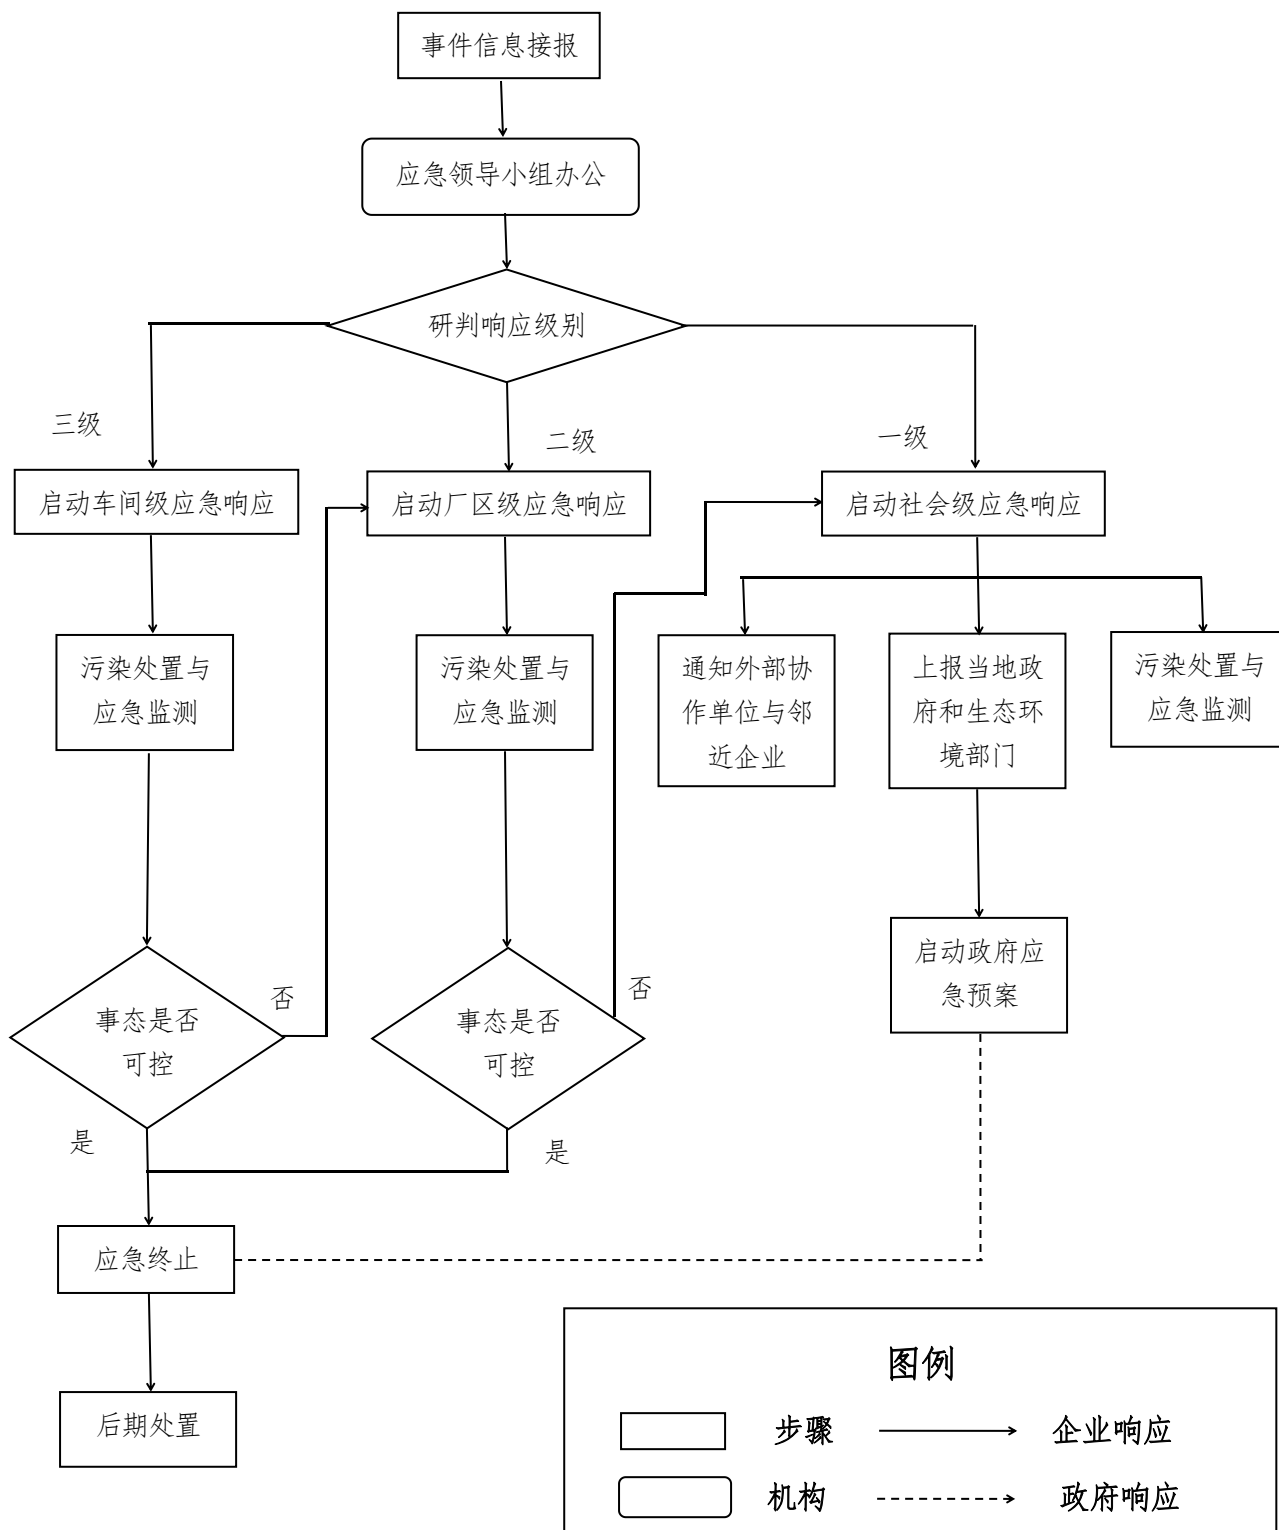 事件信息接报
应急领导小组办公
研判响应级别
三级
二级
一级
启动车间级应急响应
启动厂区级应急响应
启动社会级应急响应
污染处置与
应急监测
污染处置与
应急监测
通知外部协
作单位与邻
近企业
上报当地政
府和生态环
境部门
污染处置与
应急监测
启动政府应
急预案
事态是否
可控
否
事态是否
可控
否
是
是
应急终止
后期处置
图例
步骤
企业响应
机构
政府响应